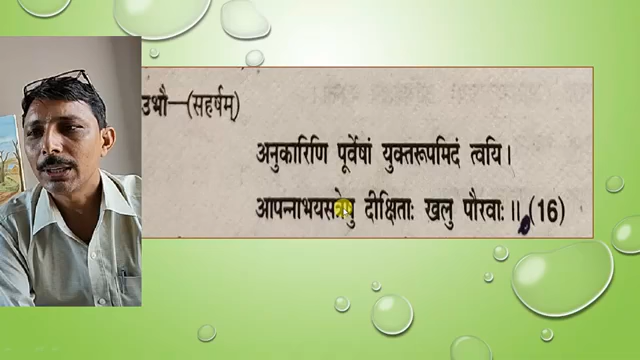 उभौ—(सहर्षम्)
अनुकारिणि पूर्वेषां युक्तरूपमिदं त्वयि।
आपन्नाभयसत्रेषु दीक्षिताः खलु पौरवाः॥ (16)